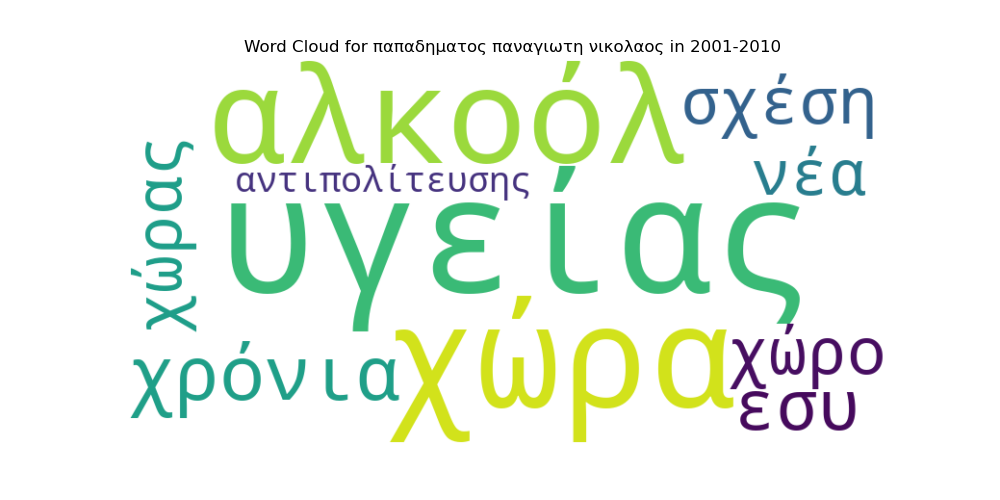 Word Cloud for παπαδηματος παναγιωτη νικολαος in 2001-2010
αλκοόλ
σχέση
αντιπολίτευσης
νέα
χώρας
υγείας
χρόνια
χώρα
χώρο
εσυ